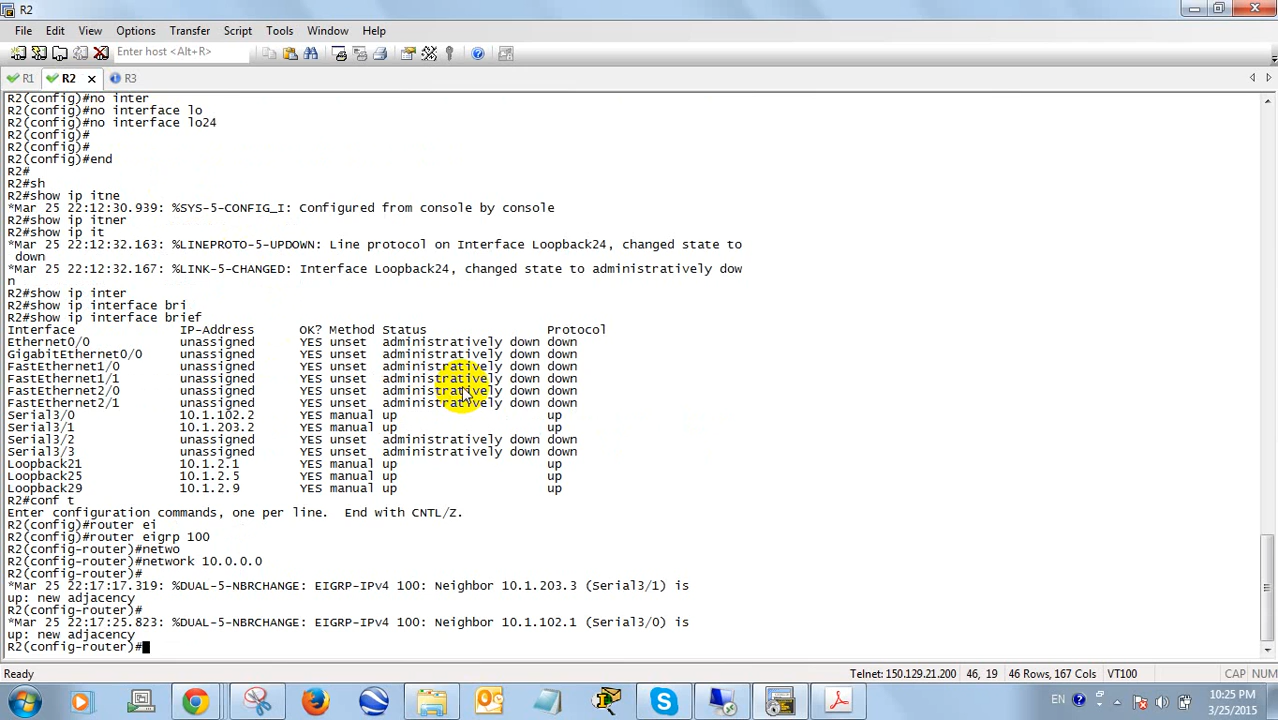 R2
File Edit View Options Transfer Script Tools Window Help
Enter host <Alt+R>
R1 R2 R3
R2(config)#no inter
R2(config)#no interface lo
R2(config)#no interface lo24
R2(config)#
R2(config)#
R2(config)#end
R2#
R2#sh
R2#show ip itne
*Mar 25 22:12:30.939: %SYS-5-CONFIG_I: Configured from console by console
R2#show ip itner
R2#show ip it
*Mar 25 22:12:32.163: %LINEPROTO-5-UPDOWN: Line protocol on Interface Loopback24, changed state to
down
*Mar 25 22:12:32.167: %LINK-5-CHANGED: Interface Loopback24, changed state to administratively dow
n
R2#show ip inter
R2#show ip interface bri
R2#show ip interface brief
Interface IP-Address OK? Method Status Protocol
Ethernet0/0 unassigned YES unset administratively down down
GigabitEthernet0/0 unassigned YES unset administratively down down
FastEthernet1/0 unassigned YES unset administratively down down
FastEthernet1/1 unassigned YES unset administratively down down
FastEthernet2/0 unassigned YES unset administratively down down
FastEthernet2/1 unassigned YES unset administratively down down
Serial3/0 10.1.102.2 YES manual up up
Serial3/1 10.1.203.2 YES manual up up
Serial3/2 unassigned YES unset administratively down down
Serial3/3 unassigned YES unset administratively down down
Loopback21 10.1.2.1 YES manual up up
Loopback25 10.1.2.5 YES manual up up
Loopback29 10.1.2.9 YES manual up up
R2#conf t
Enter configuration commands, one per line. End with CNTL/Z.
R2(config)#router ei
R2(config)#router eigrp 100
R2(config-router)#netwo
R2(config-router)#network 10.0.0.0
R2(config-router)#
*Mar 25 22:17:17.319: %DUAL-5-NBRCHANGE: EIGRP-IPv4 100: Neighbor 10.1.203.3 (Serial3/1) is
up: new adjacency
R2(config-router)#
*Mar 25 22:17:25.823: %DUAL-5-NBRCHANGE: EIGRP-IPv4 100: Neighbor 10.1.102.1 (Serial3/0) is
up: new adjacency
R2(config-router)#
Ready Telnet: 150.129.21.200 46, 19 46 Rows, 167 Cols VT100 CAP NUM
EN 10:25 PM
3/25/2015